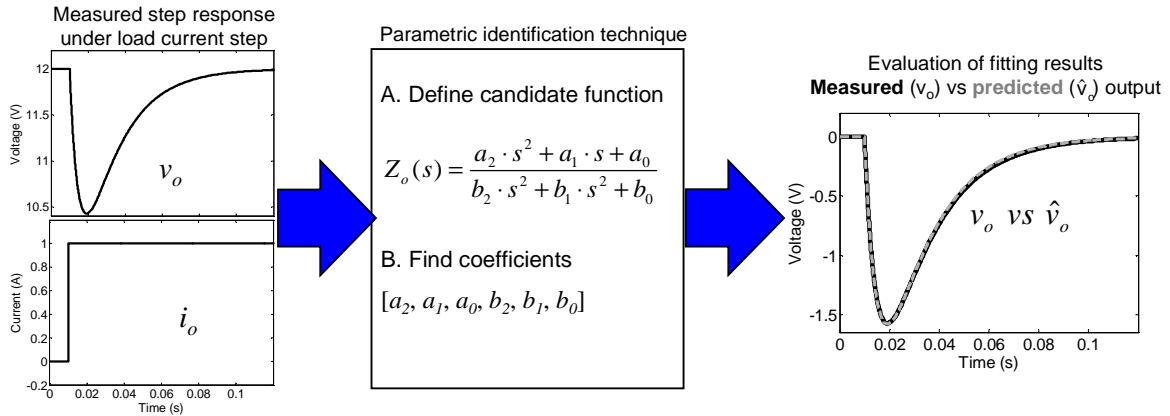 Measured step response
under load current step
12
11.5
11
10.5
Voltage (V)
v_o
1
0.8
0.6
0.4
0.2
0
-0.2
Current (A)
i_o
0 0.02 0.04 0.06 0.08 0.1
Time (s)
Parametric identification technique
A. Define candidate function
Z_o(s) = \frac{a_2 · s^2 + a_1 · s + a_0}{b_2 · s^2 + b_1 · s^2 + b_0}
B. Find coefficients
[a_2, a_1, a_0, b_2, b_1, b_0]
Evaluation of fitting results
Measured (v_o) vs predicted (v̂_o) output
0
-0.5
-1
-1.5
Voltage (V)
v_o vs v̂_o
0 0.02 0.04 0.06 0.08 0.1
Time (s)